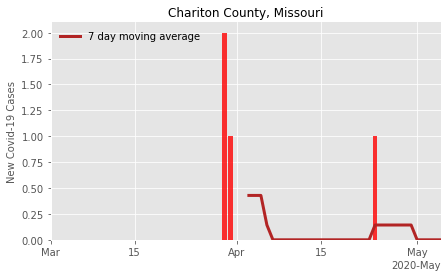 Chariton County, Missouri
7 day moving average
New Covid-19 Cases
2.00
1.75
1.50
1.25
1.00
0.75
0.50
0.25
0.00
Mar
15
Apr
15
May
2020-May